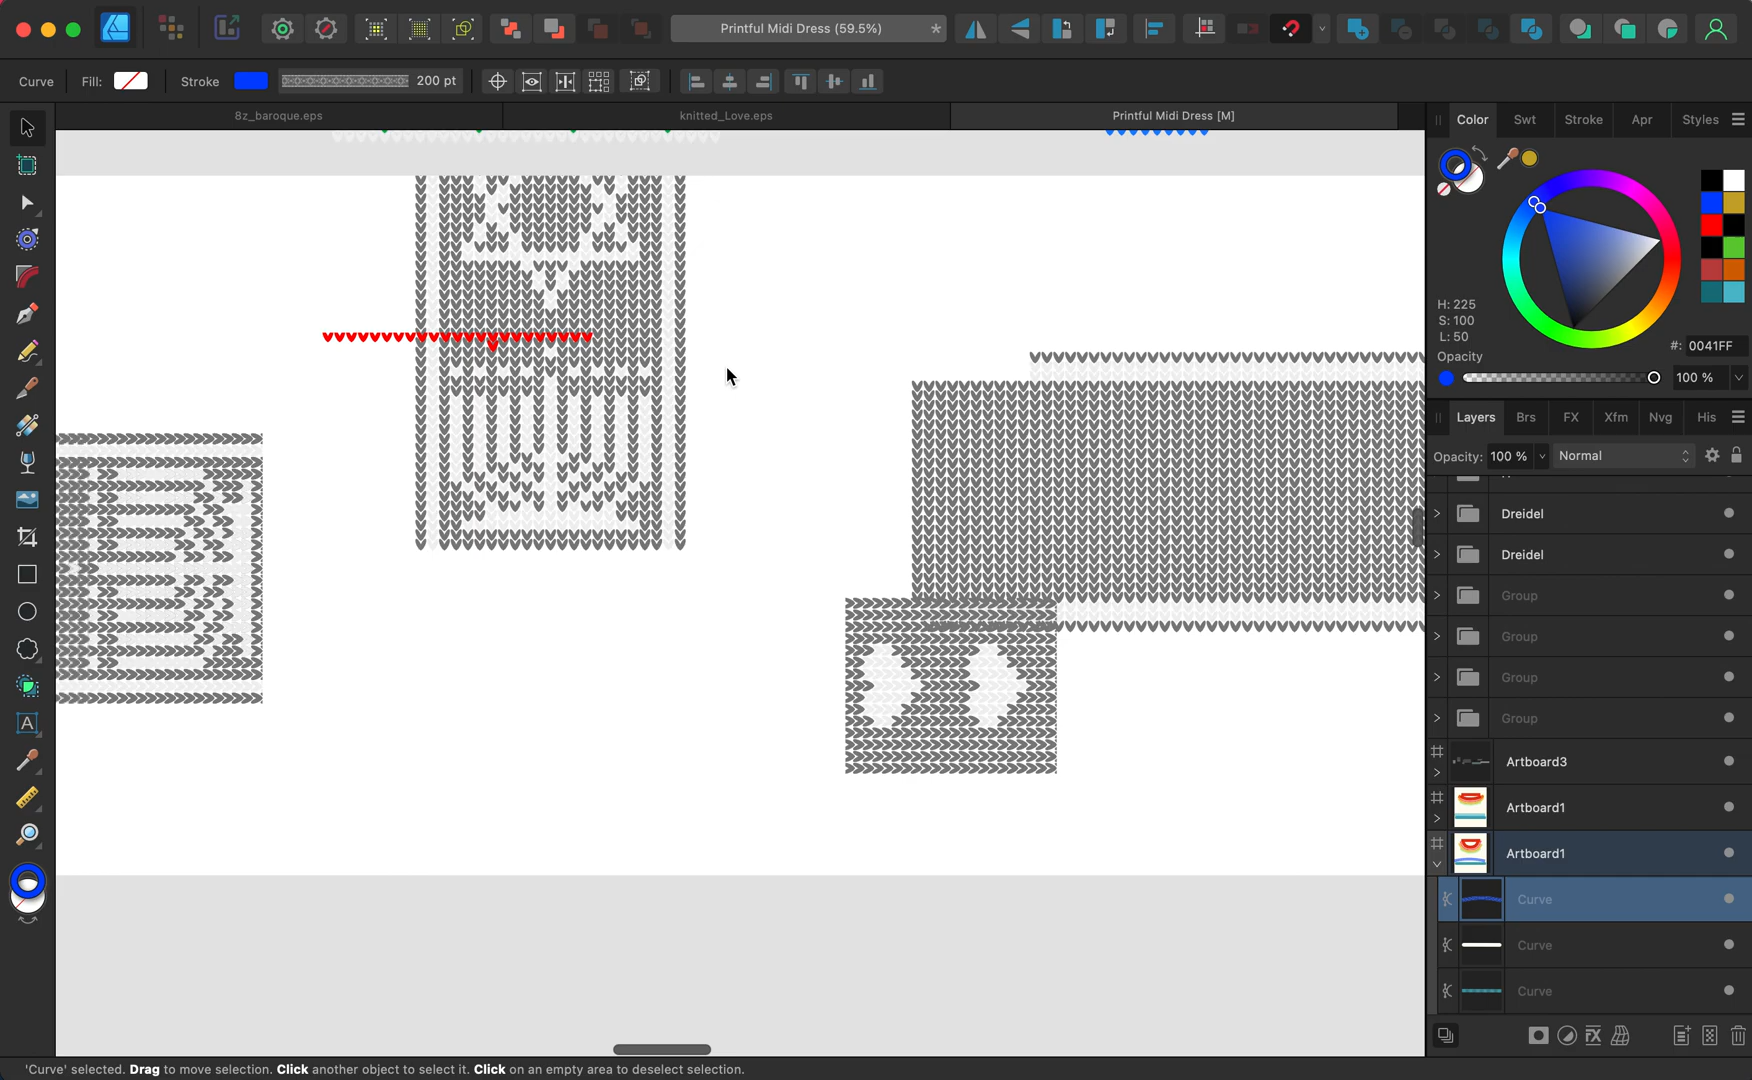 Printful Midi Dress (59.5%)
*
Curve
Fill:
Stroke
200 pt
8z_baroque.eps
knitted_Love.eps
Printful Midi Dress [M]
Color
Swt
Stroke
Apr
Styles
H: 225
S: 100
L: 50
#: 0041FF
Opacity
100 %
Layers
Brs
FX
Xfm
Nvg
His
Opacity: 100 %
Normal
Dreidel
Dreidel
Group
Group
Group
Group
Artboard3
Artboard1
Artboard1
Curve
Curve
Curve
'Curve' selected. Drag to move selection. Click another object to select it. Click on an empty area to deselect selection.